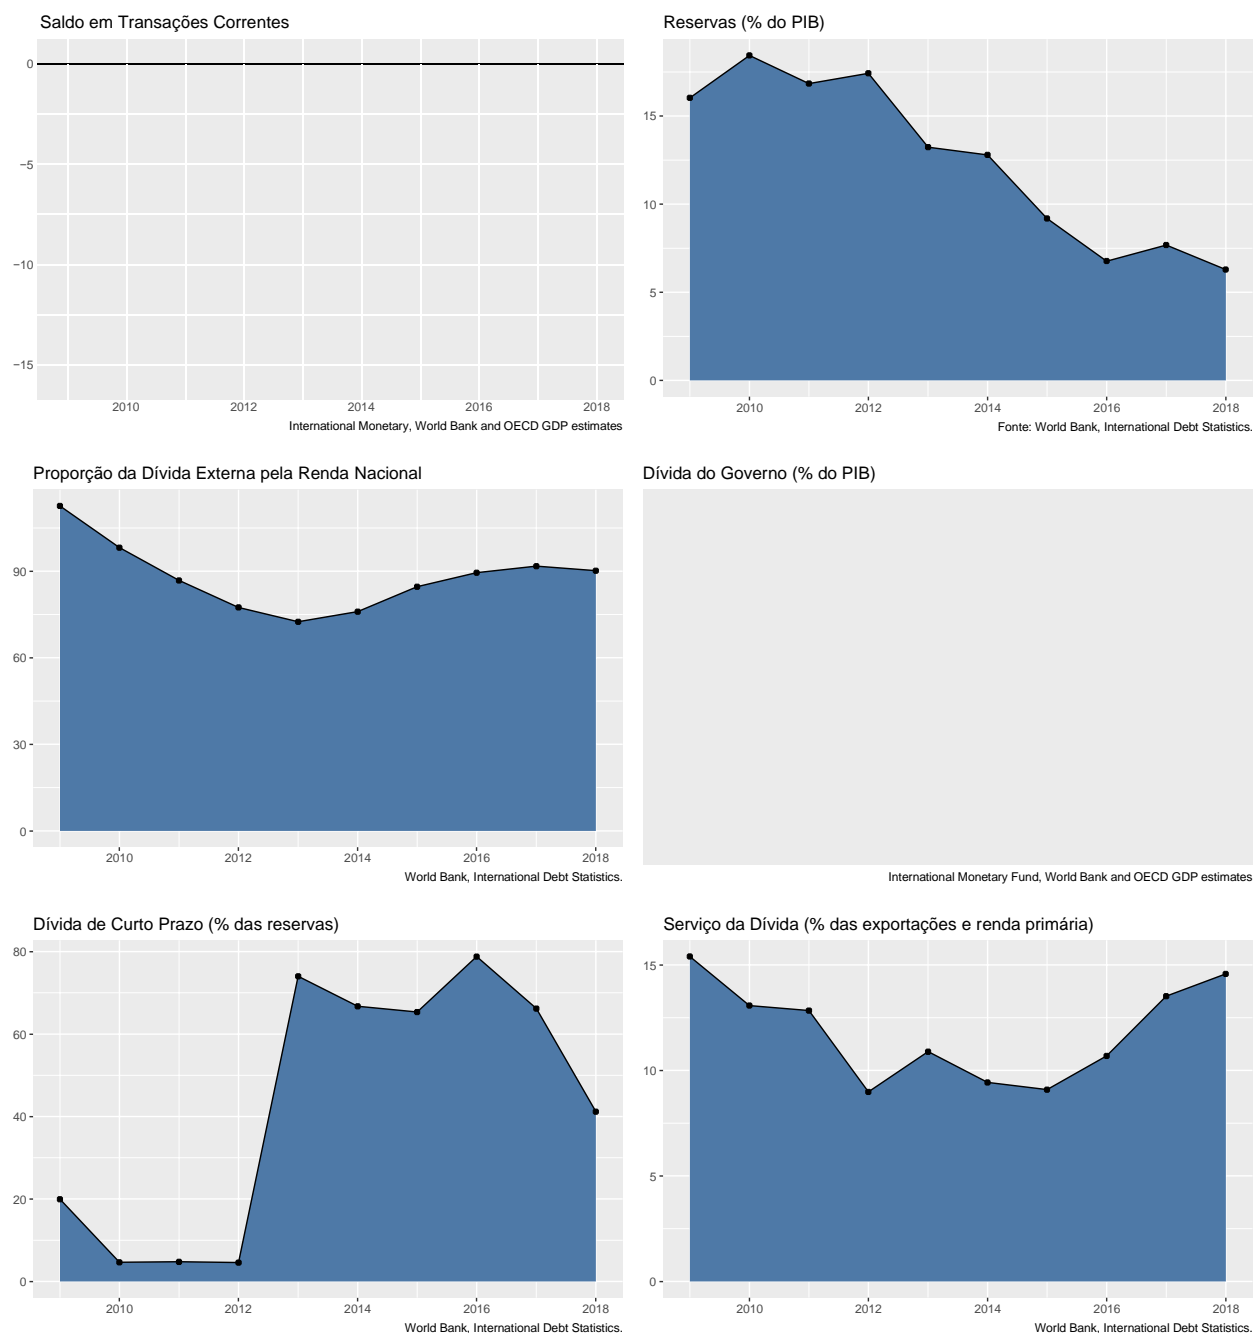 Saldo em Transações Correntes
0
−5
−10
−15
2010 2012 2014 2016 2018
International Monetary, World Bank and OECD GDP estimates
Reservas (% do PIB)
15
10
5
0
2010 2012 2014 2016 2018
Fonte: World Bank, International Debt Statistics.
Proporção da Dívida Externa pela Renda Nacional
90
60
30
0
2010 2012 2014 2016 2018
World Bank, International Debt Statistics.
Dívida do Governo (% do PIB)
International Monetary Fund, World Bank and OECD GDP estimates
Dívida de Curto Prazo (% das reservas)
80
60
40
20
0
2010 2012 2014 2016 2018
World Bank, International Debt Statistics.
Serviço da Dívida (% das exportações e renda primária)
15
10
5
0
2010 2012 2014 2016 2018
World Bank, International Debt Statistics.